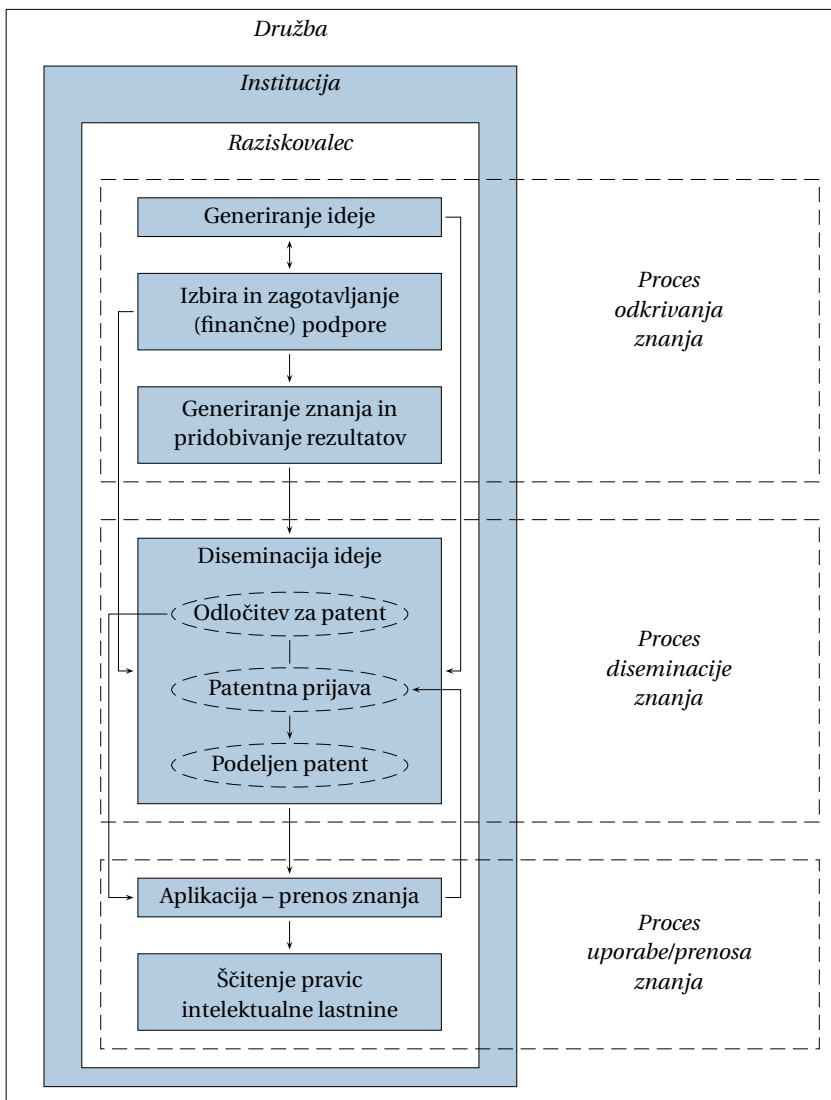 Družba
Institucija
Raziskovalec
Generiranje ideje
Izbira in zagotavljanje
(finančne) podpore
Generiranje znanja in
pridobivanje rezultatov
Proces
odkrivanja
znanja
Diseminacija ideje
Odločitev za patent
Patentna prijava
Podeljen patent
Proces
diseminacije
znanja
Aplikacija – prenos znanja
Ščitenje pravic
intelektualne lastnine
Proces
uporabe/prenosa
znanja